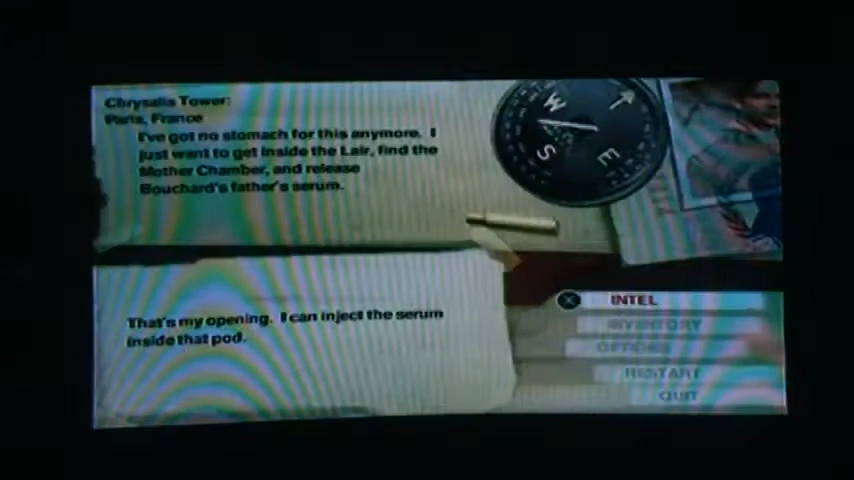 Chrysalis Tower:
Paris, France
I've got no stomach for this anymore. I
just want to get inside the Lair, find the
Mother Chamber, and release
Bouchard's father's serum.
W
S
E
That's my opening. I can inject the serum
inside that pod.
INTEL
INVENTORY
OPTIONS
RESTART
QUIT